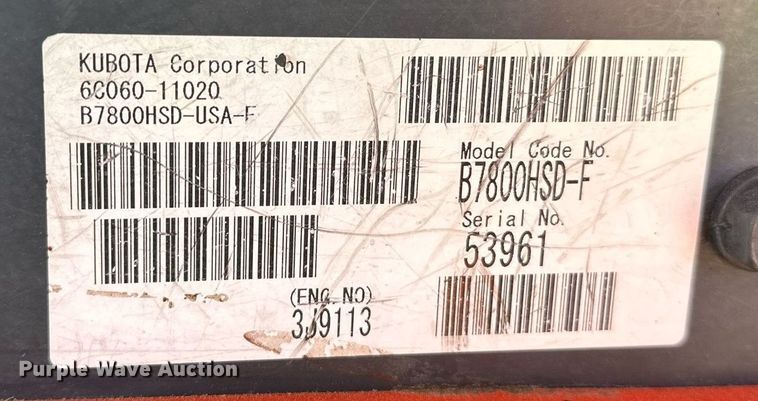 KUBOTA Corporation
6C060-11020
B7800HSD-USA-F
Model Code No.
B7800HSD-F
Serial No.
53961
(ENG. NO)
3J9113
Purple Wave Auction